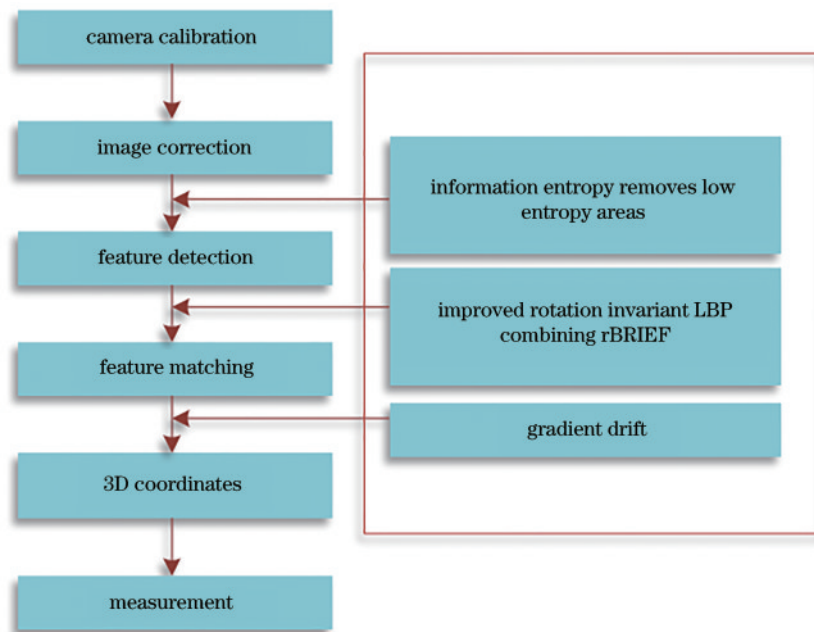 camera calibration
image correction
information entropy removes low
entropy areas
feature detection
improved rotation invariant LBP
combining rBRIEF
feature matching
gradient drift
3D coordinates
measurement